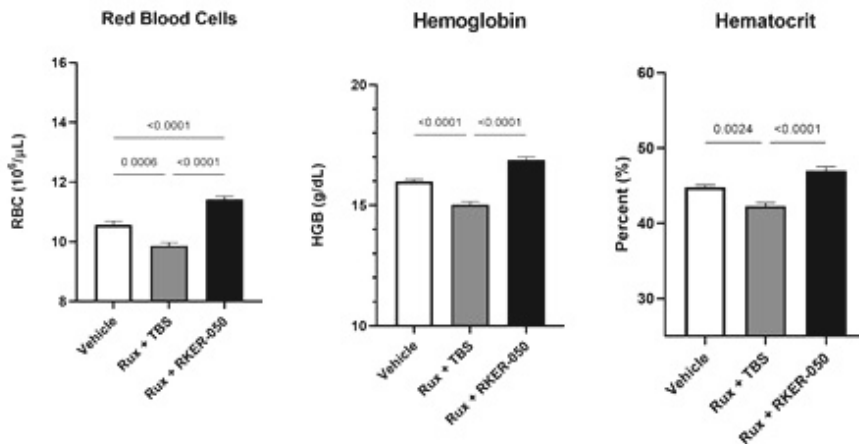 Red Blood Cells
RBC (10⁶/µL)
16
14
12
10
8
<0.0001
0.0006
<0.0001
Vehicle
Rux + TBS
Rux + RKER-050
Hemoglobin
HGB (g/dL)
20
15
10
<0.0001
<0.0001
Vehicle
Rux + TBS
Rux + RKER-050
Hematocrit
Percent (%)
60
50
40
30
0.0024
<0.0001
Vehicle
Rux + TBS
Rux + RKER-050